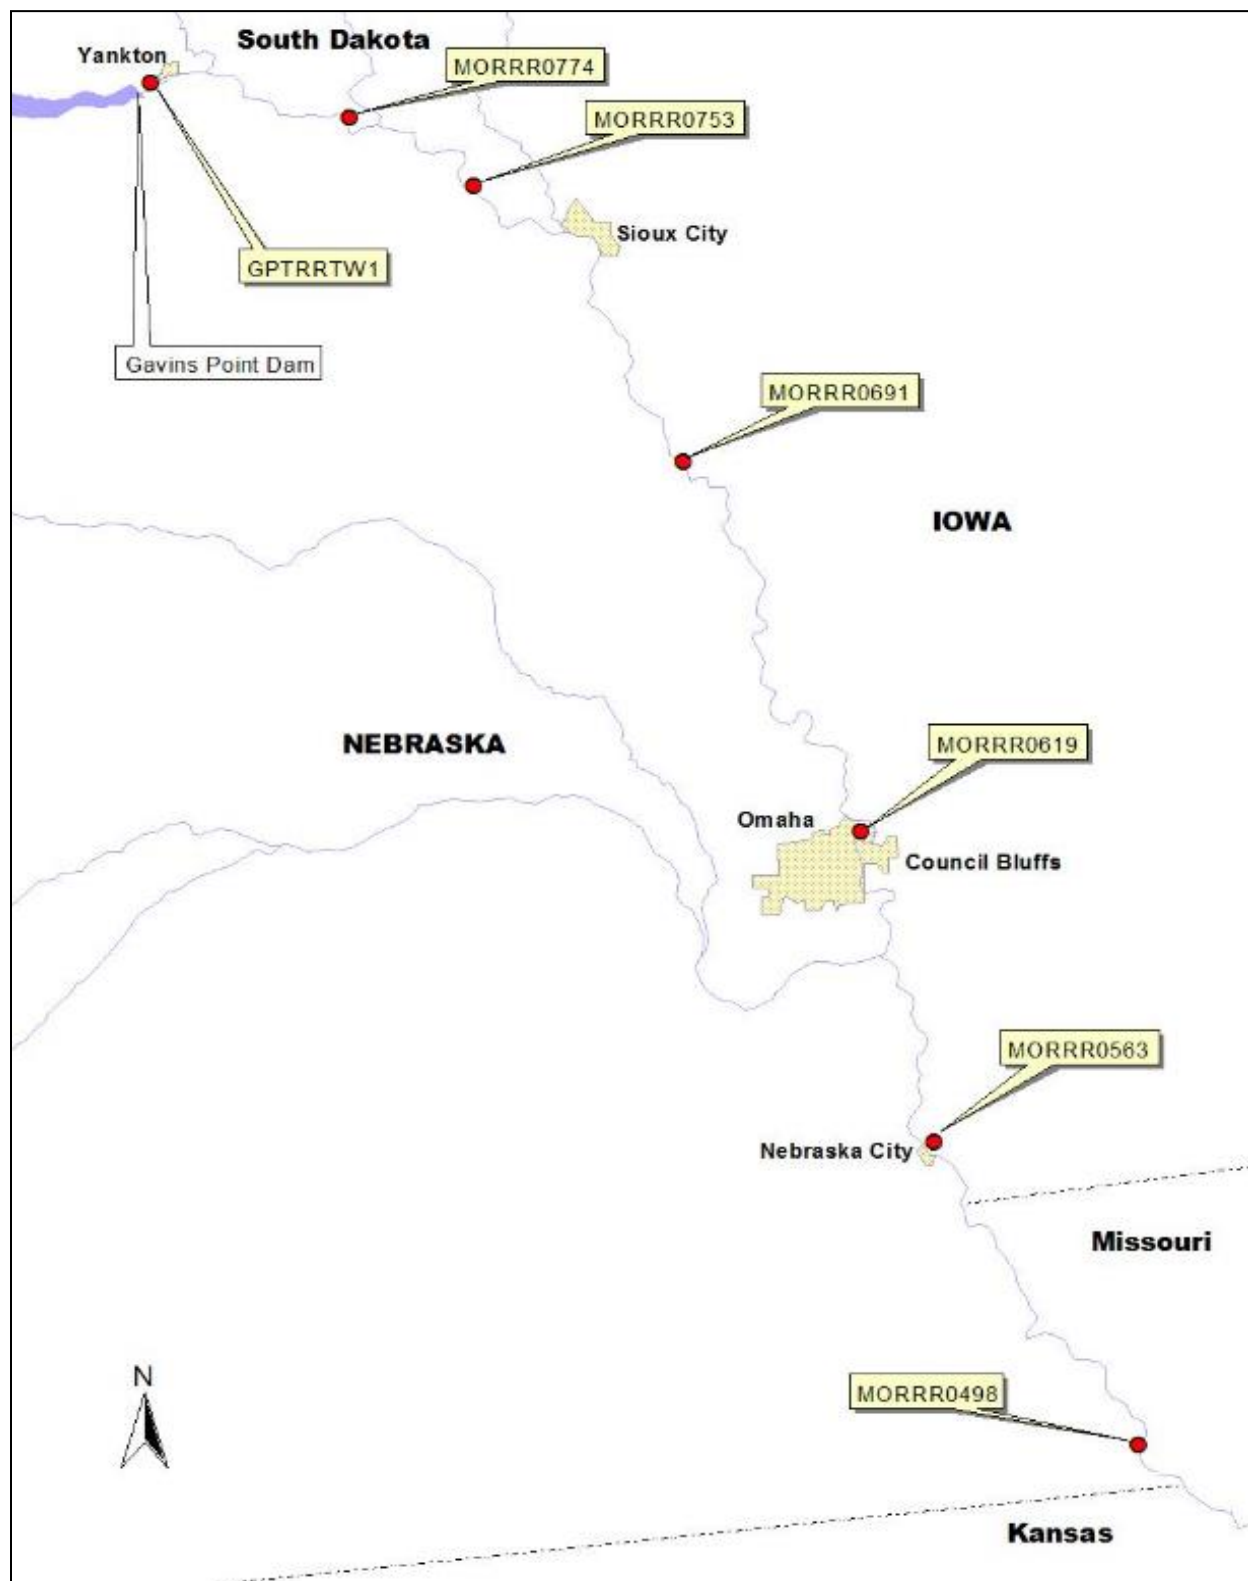 South Dakota
Yankton
MORRR0774
MORRR0753
Sioux City
GPTRRTW1
Gavins Point Dam
MORRR0691
IOWA
NEBRASKA
MORRR0619
Omaha
Council Bluffs
MORRR0563
Nebraska City
Missouri
N
MORRR0498
Kansas